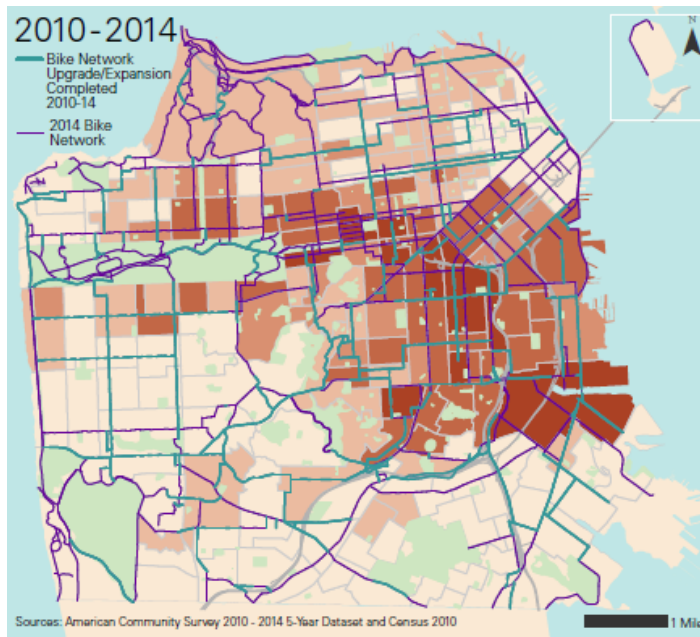 2010-2014
Bike Network
Upgrade/Expansion
Completed
2010-14
2014 Bike
Network
N
Sources: American Community Survey 2010 - 2014 5-Year Dataset and Census 2010
1 Mile